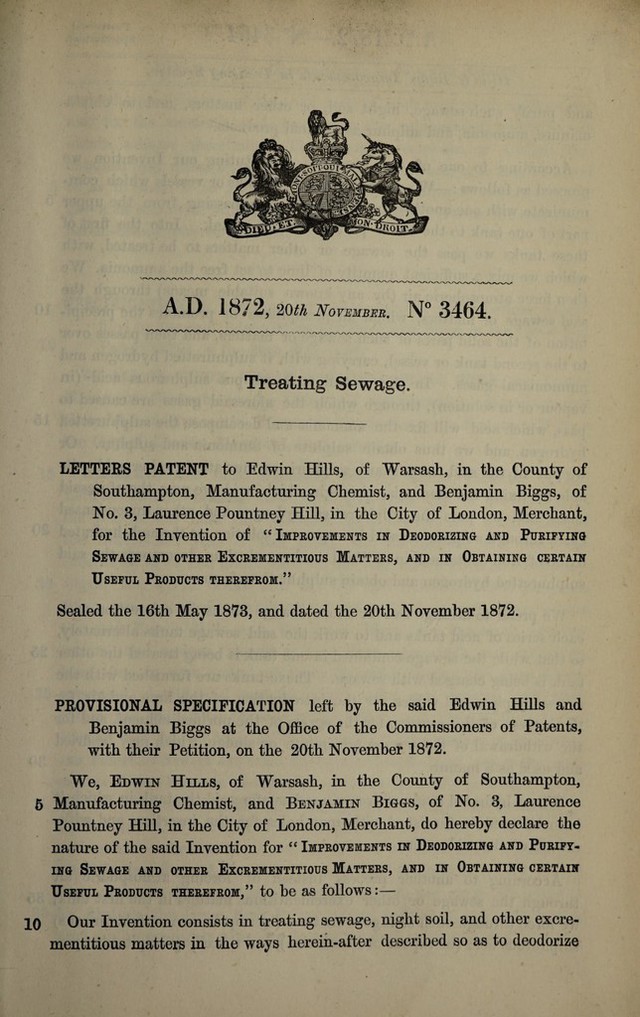 HONI SOIT QUI MAL Y
DIEU ET MON DROIT.
A.D. 1872, 20th NOVEMBER. No 3464.
Treating Sewage.
LETTERS PATENT to Edwin Hills, of Warsash, in the County of
Southampton, Manufacturing Chemist, and Benjamin Biggs, of
No. 3, Laurence Pountney Hill, in the City of London, Merchant,
for the Invention of “IMPROVEMENTS IN DEODORIZING AND PURIFYING
SEWAGE AND OTHER EXCREMENTITIOUS MATTERS, AND IN OBTAINING CERTAIN
USEFUL PRODUCTS THEREFROM.”
Sealed the 16th May 1873, and dated the 20th November 1872.
PROVISIONAL SPECIFICATION left by the said Edwin Hills and
Benjamin Biggs at the Office of the Commissioners of Patents,
with their Petition, on the 20th November 1872.
We, EDWIN HILLS, of Warsash, in the County of Southampton,
5 Manufacturing Chemist, and BENJAMIN BIGGS, of No. 3, Laurence
Pountney Hill, in the City of London, Merchant, do hereby declare the
nature of the said Invention for “IMPROVEMENTS IN DEODORIZING AND PURIFY-
ING SEWAGE AND OTHER EXCREMENTITIOUS MATTERS, AND IN OBTAINING CERTAIN
USEFUL PRODUCTS THEREFROM,” to be as follows:—
10 Our Invention consists in treating sewage, night soil, and other excre-
mentitious matters in the ways herein-after described so as to deodorize